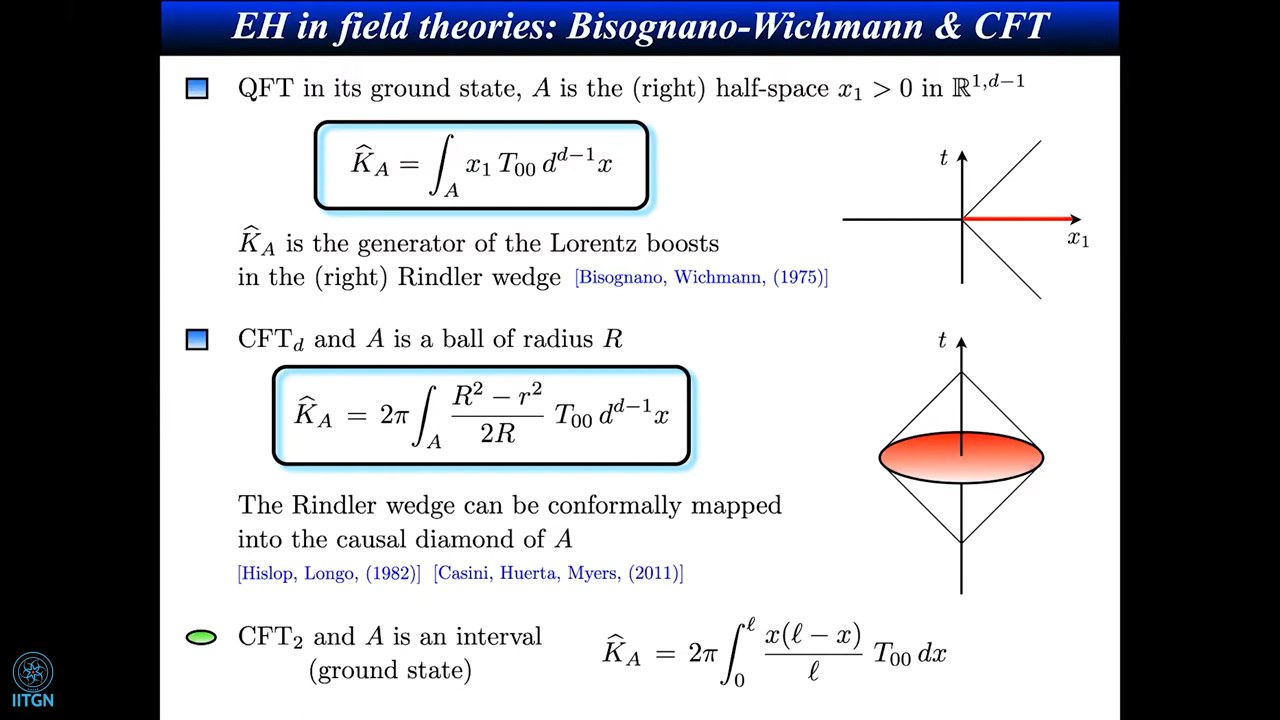 EH in field theories: Bisognano-Wichmann & CFT
QFT in its ground state, A is the (right) half-space x₁ > 0 in ℝ^{1,d−1}
K̂_A = ∫_A x₁ T₀₀ d^{d−1}x
t
x₁
K̂_A is the generator of the Lorentz boosts
in the (right) Rindler wedge [Bisognano, Wichmann, (1975)]
CFT_d and A is a ball of radius R
t
K̂_A = 2π ∫_A \frac{R² − r²}{2R} T₀₀ d^{d−1}x
The Rindler wedge can be conformally mapped
into the causal diamond of A
[Hislop, Longo, (1982)] [Casini, Huerta, Myers, (2011)]
CFT₂ and A is an interval
(ground state)
K̂_A = 2π ∫_0^ℓ \frac{x(ℓ − x)}{ℓ} T₀₀ dx
IITGN